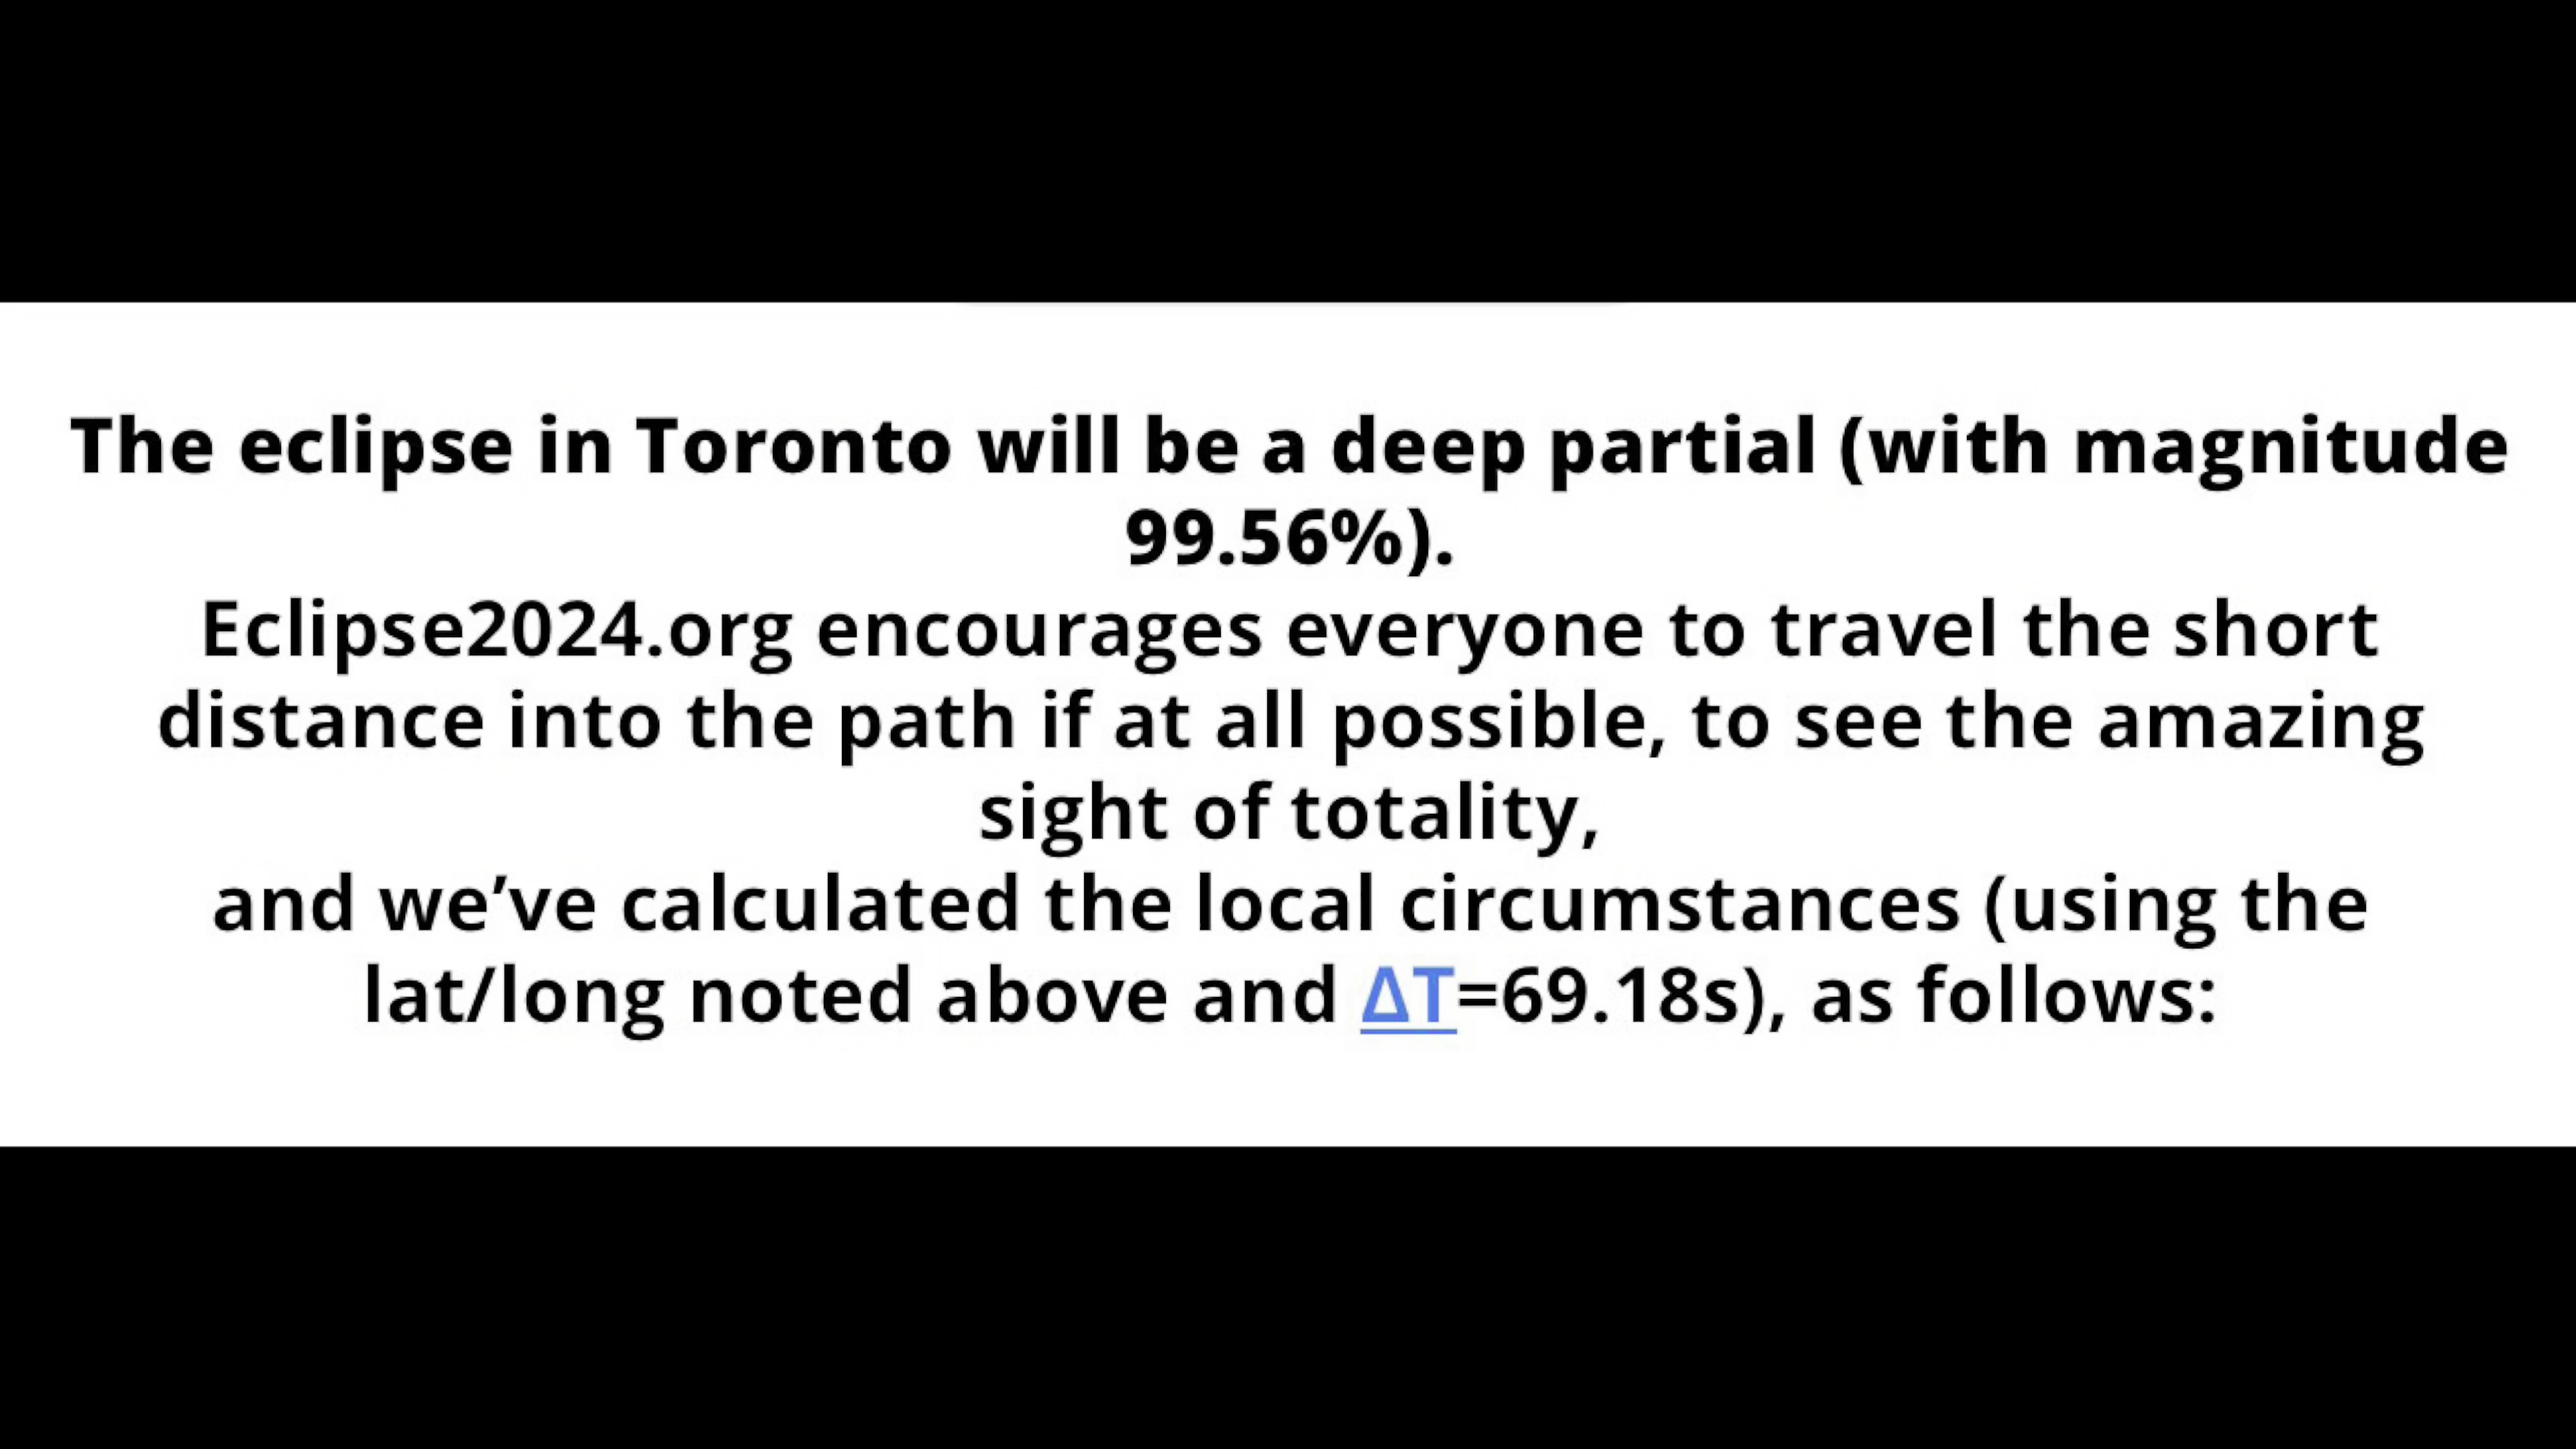 The eclipse in Toronto will be a deep partial (with magnitude
99.56%).
Eclipse2024.org encourages everyone to travel the short
distance into the path if at all possible, to see the amazing
sight of totality,
and we’ve calculated the local circumstances (using the
lat/long noted above and ΔT=69.18s), as follows: